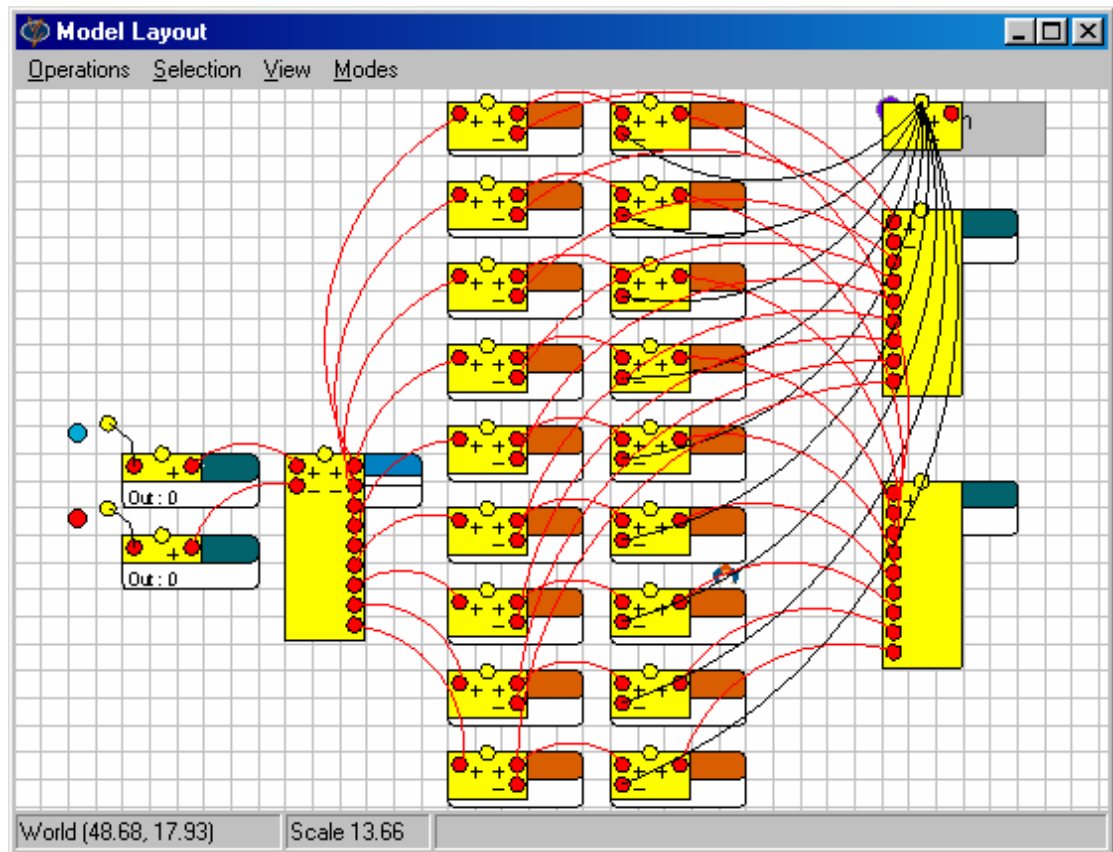 Model Layout
Operations Selection View Modes
Out : 0
Out : 0
World (48.68, 17.93) Scale 13.66